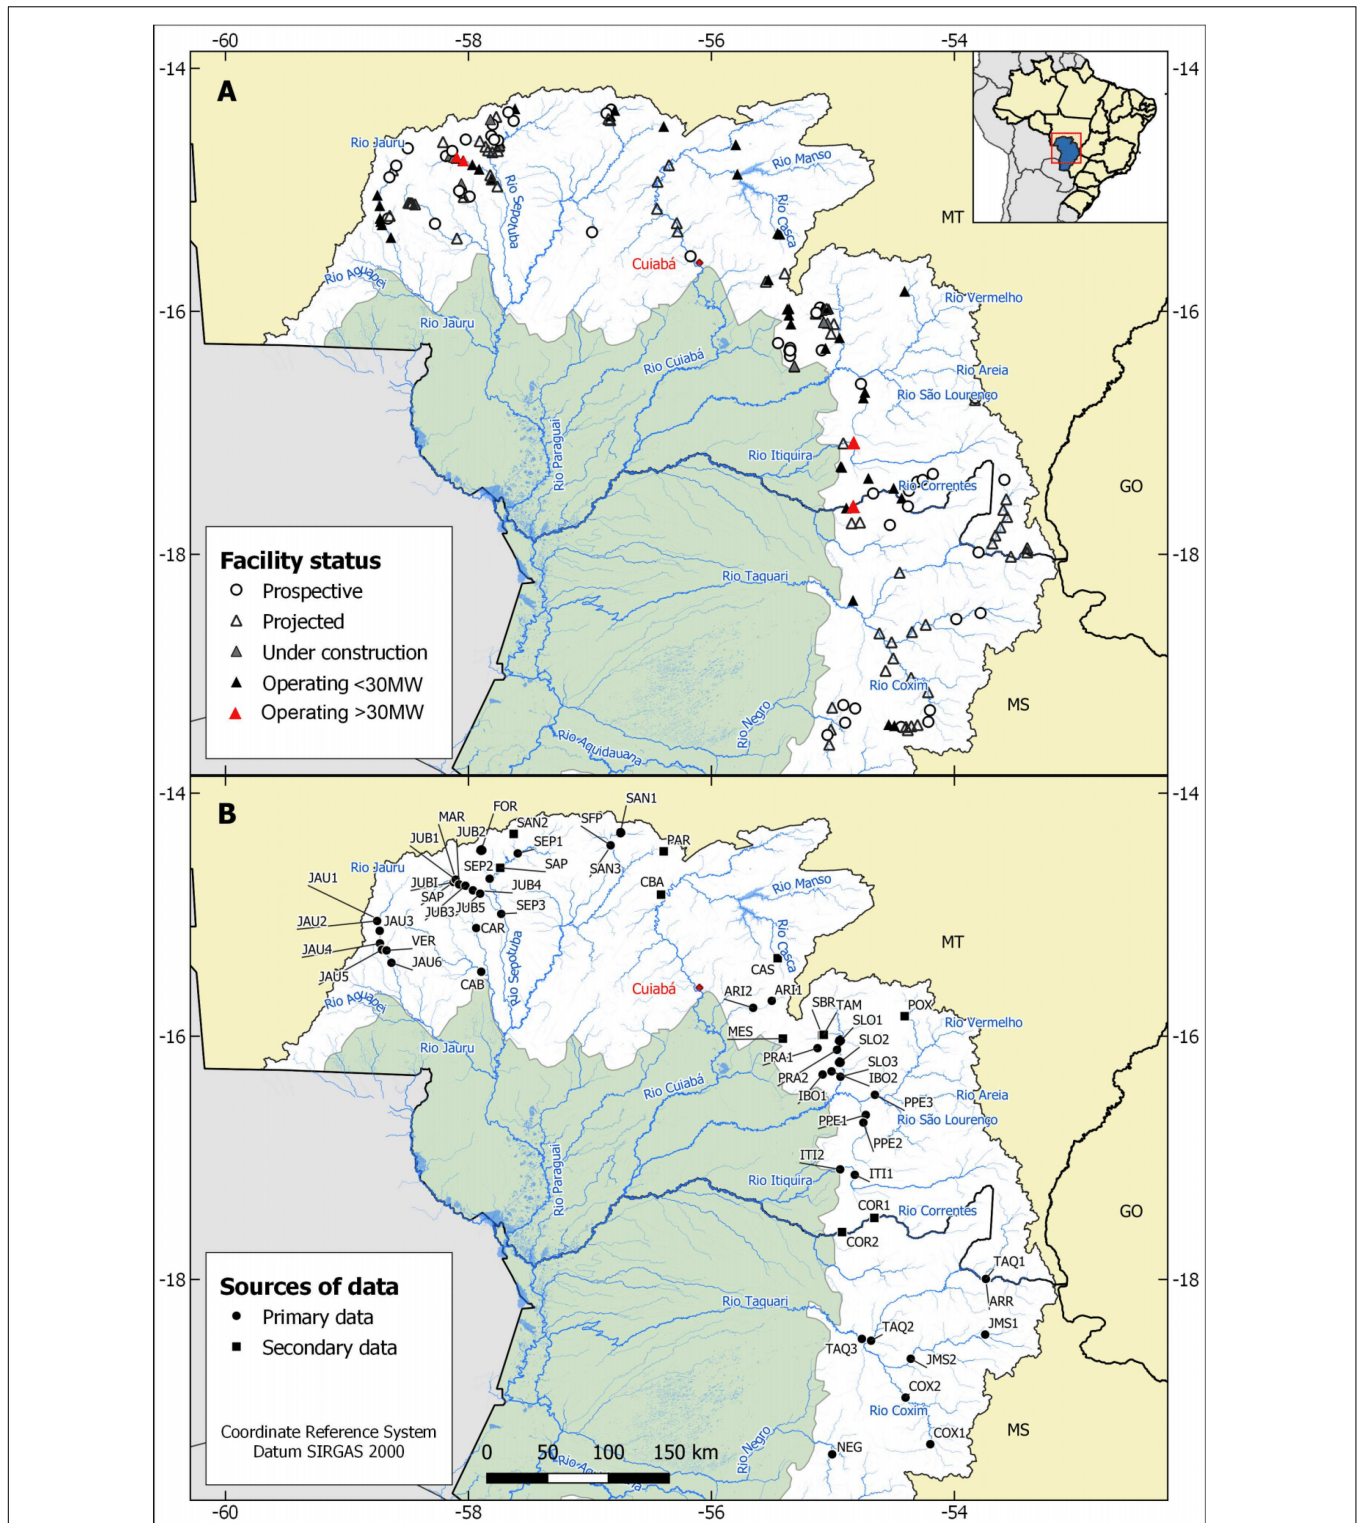 -60
-58
-56
-54
-14
-14
A
Rio Jauru
Rio Manso
Rio Sepotuba
Rio Casca
MT
Cuiabá
Rio Aguapei
Rio Vermelho
-16
-16
Rio Jauru
Rio Cuiabá
Rio Areia
Rio São Lourenço
Rio Paraguai
Rio Itiquira
Rio Correntes
GO
Facility status
Prospective
Projected
Under construction
Operating <30MW
Operating >30MW
-18
-18
Rio Taquari
Rio Coxim
MS
Rio Negro
Rio Aquidauana
-14
-14
B
FOR
SAN1
MAR
SFP
JUB1
JUB2
SAN2
SEP1
PAR
Rio Jauru
SEP2
SAP
SAN3
JAU1
JUBI
CBA
Rio Manso
SAP
JUB4
JUB3
JUB5
SEP3
JAU2
JAU3
CAR
Rio Casca
JAU4
VER
Rio Sepotuba
MT
JAU5
JAU6
CAS
CAB
Cuiabá
ARI2
ARI1
Rio Aguapei
SBR
TAM
POX
SLO1
Rio Vermelho
-16
MES
-16
Rio Jauru
SLO2
PRA1
SLO3
PRA2
IBO2
Rio Cuiabá
IBO1
Rio Areia
PPE3
PPE1
Rio São Lourenço
PPE2
Rio Paraguai
ITI2
ITI1
Rio Itiquira
COR1
Rio Correntes
GO
COR2
Sources of data
Primary data
Secondary data
Coordinate Reference System
Datum SIRGAS 2000
TAQ1
-18
-18
Rio Taquari
ARR
TAQ2
JMS1
TAQ3
JMS2
COX2
Rio Coxim
MS
COX1
Rio Negro
NEG
0
50
100
150 km
-60
-58
-56
-54